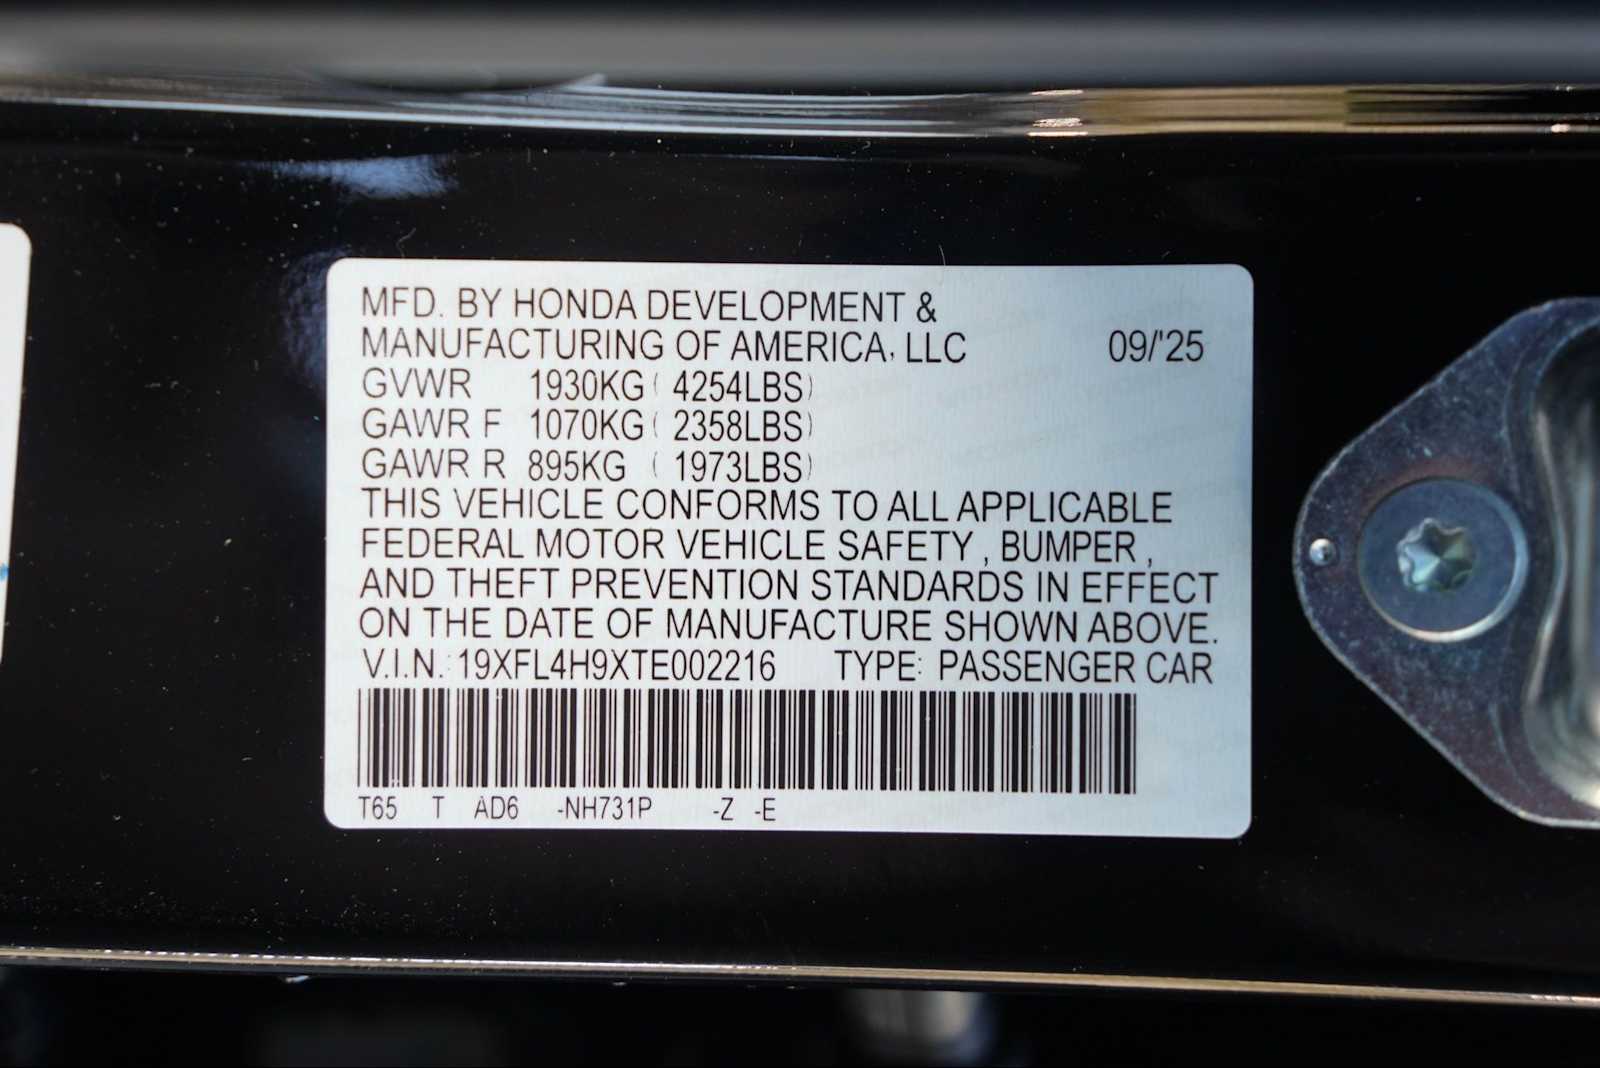 MFD. BY HONDA DEVELOPMENT &
MANUFACTURING OF AMERICA, LLC 09/'25
GVWR 1930KG ( 4254LBS)
GAWR F 1070KG ( 2358LBS)
GAWR R 895KG ( 1973LBS)
THIS VEHICLE CONFORMS TO ALL APPLICABLE
FEDERAL MOTOR VEHICLE SAFETY , BUMPER ,
AND THEFT PREVENTION STANDARDS IN EFFECT
ON THE DATE OF MANUFACTURE SHOWN ABOVE.
V.I.N. : 19XFL4H9XTE002216 TYPE: PASSENGER CAR
T65 T AD6 -NH731P -Z -E